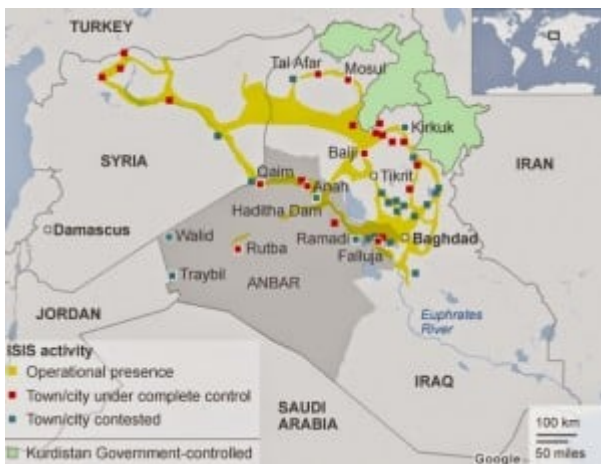 TURKEY
Tal Afar
Mosul
Kirkuk
SYRIA
Baiji
IRAN
Qaim
Tikrit
Anah
Haditha Dam
Damascus
Walid
Ramadi
Baghdad
Rutba
Falluja
Traybil
ANBAR
JORDAN
Euphrates
River
ISIS activity
Operational presence
IRAQ
Town/city under complete control
SAUDI
ARABIA
Town/city contested
100 km
Kurdistan Government-controlled
Google
50 miles